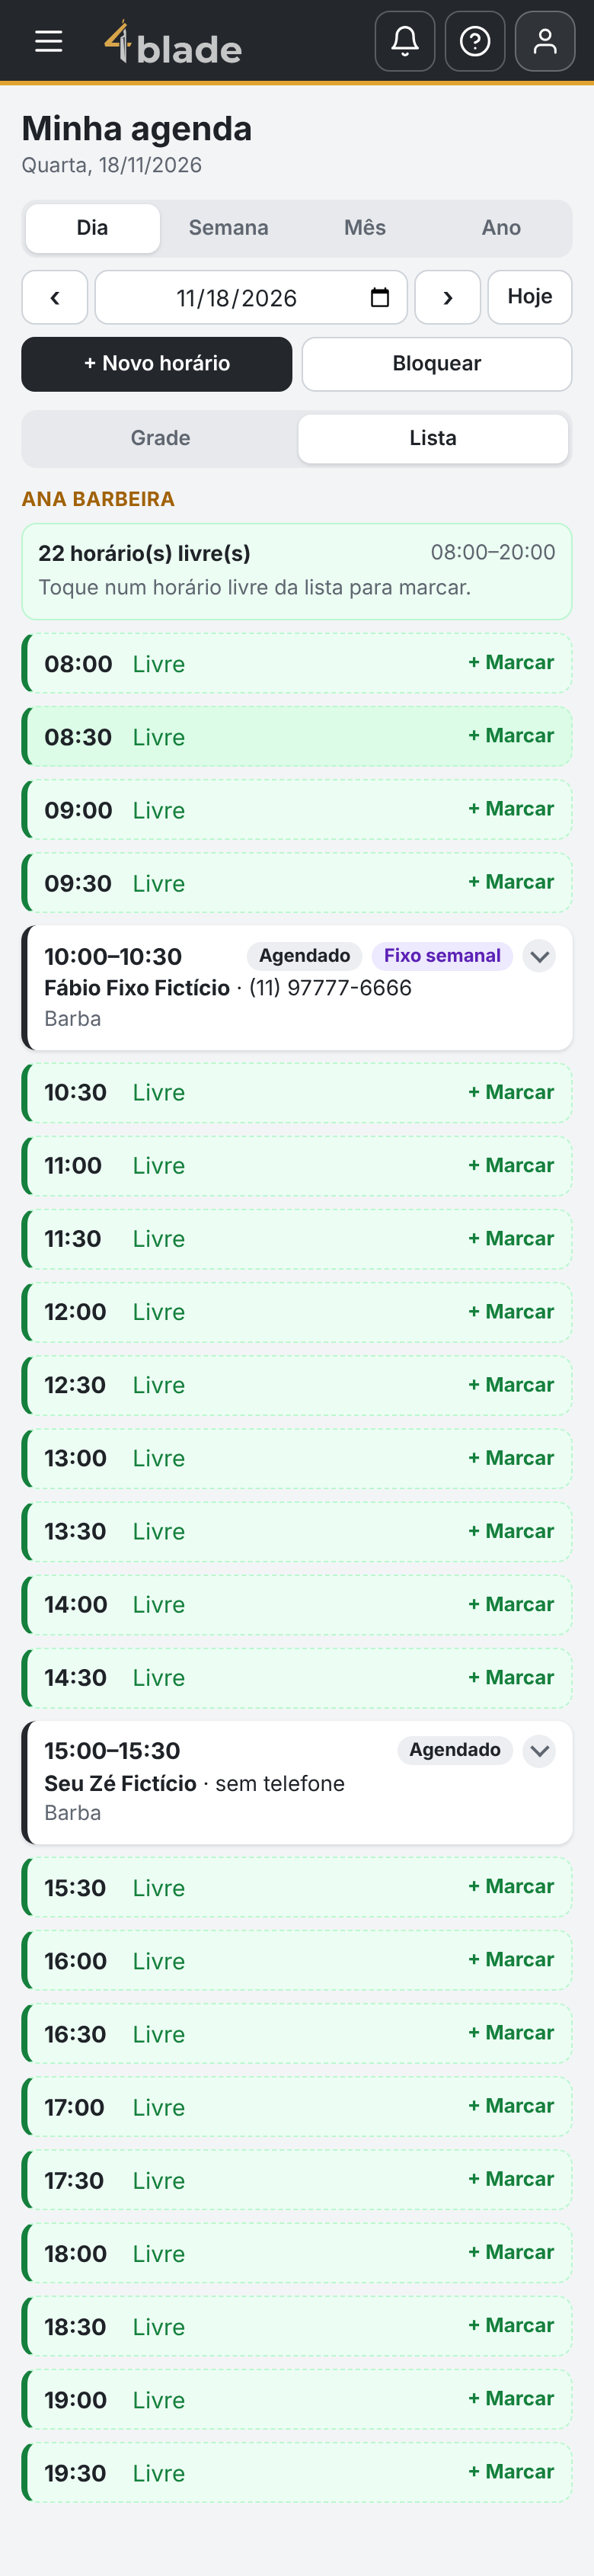 4blade
Minha agenda
Quarta, 18/11/2026
Dia Semana Mês Ano
‹ 11/18/2026 › Hoje
+ Novo horário Bloquear
Grade Lista
ANA BARBEIRA
22 horário(s) livre(s) 08:00–20:00
Toque num horário livre da lista para marcar.
08:00 Livre + Marcar
08:30 Livre + Marcar
09:00 Livre + Marcar
09:30 Livre + Marcar
10:00–10:30 Agendado Fixo semanal
Fábio Fixo Fictício · (11) 97777-6666
Barba
10:30 Livre + Marcar
11:00 Livre + Marcar
11:30 Livre + Marcar
12:00 Livre + Marcar
12:30 Livre + Marcar
13:00 Livre + Marcar
13:30 Livre + Marcar
14:00 Livre + Marcar
14:30 Livre + Marcar
15:00–15:30 Agendado
Seu Zé Fictício · sem telefone
Barba
15:30 Livre + Marcar
16:00 Livre + Marcar
16:30 Livre + Marcar
17:00 Livre + Marcar
17:30 Livre + Marcar
18:00 Livre + Marcar
18:30 Livre + Marcar
19:00 Livre + Marcar
19:30 Livre + Marcar